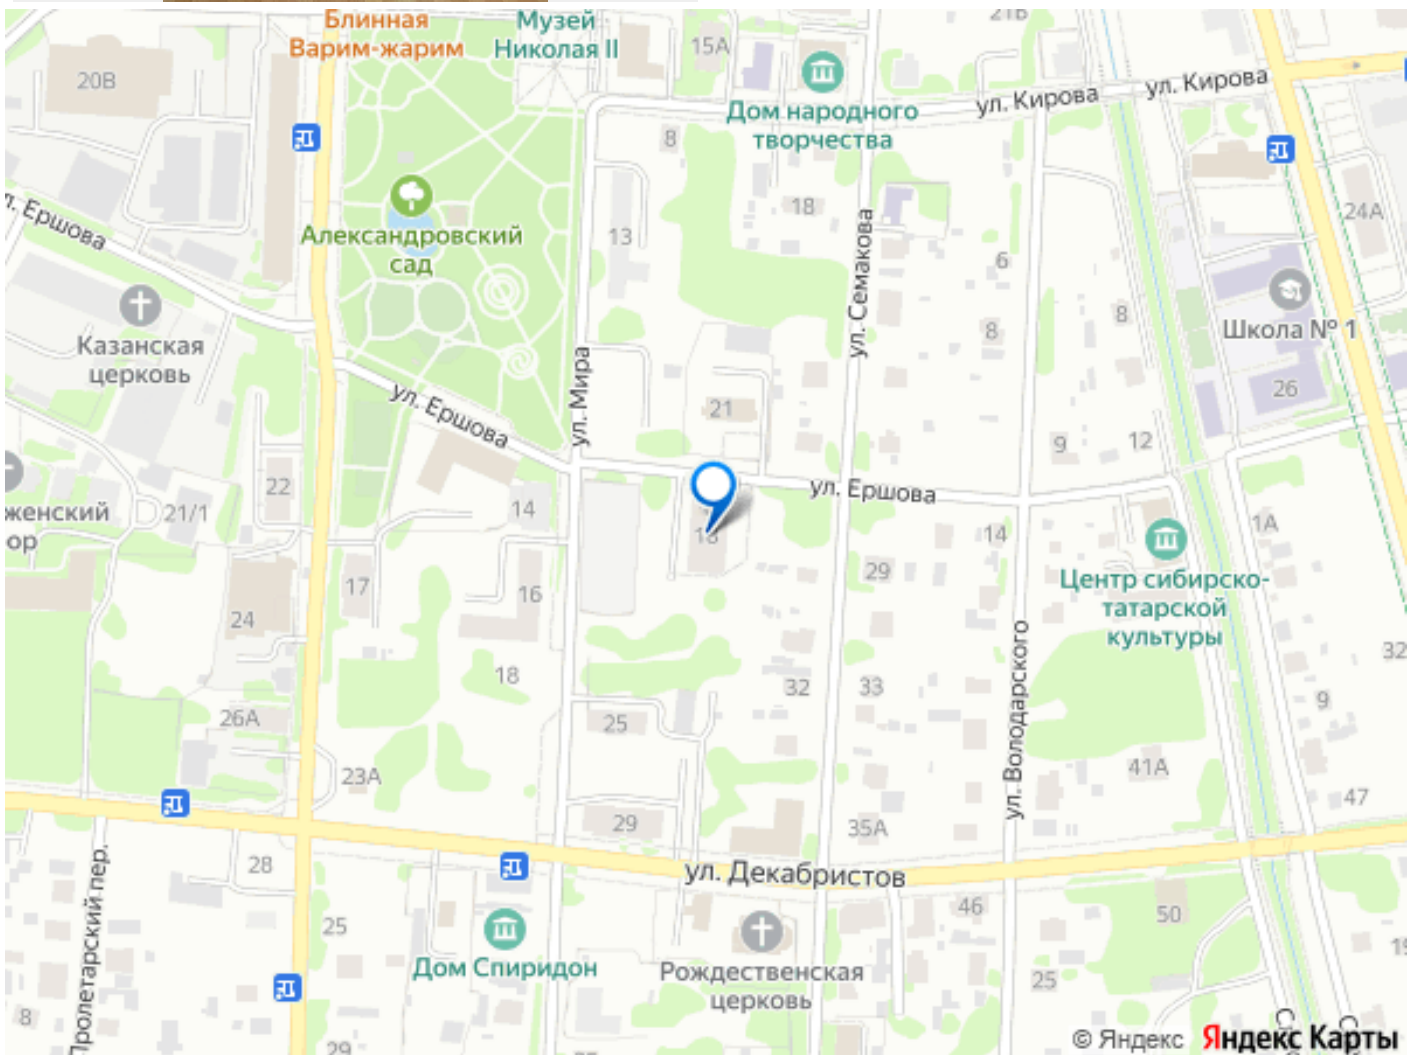 Блинная
Варим-жарим
Музей
Николая II
21В
15А
20В
Дом народного
творчества
ул. Кирова
ул. Кирова
8
18
24А
л. Ершова
Александровский
сад
13
ул. Семакова
6
8
8
Школа № 1
Казанская
церковь
ул. Мира
26
ул. Ершова
21
9
12
22
ул. Ершова
женский
ор
21/1
14
18
14
1А
29
Центр сибирско-
татарской
культуры
17
16
24
18
32
33
32
ул. Володарского
9
26А
25
41А
23А
47
29
35А
ул. Декабристов
28
Пролетарский пер.
25
46
50
Дом Спиридон
Рождественская
церковь
25
19
8
29
© Яндекс Яндекс Карты